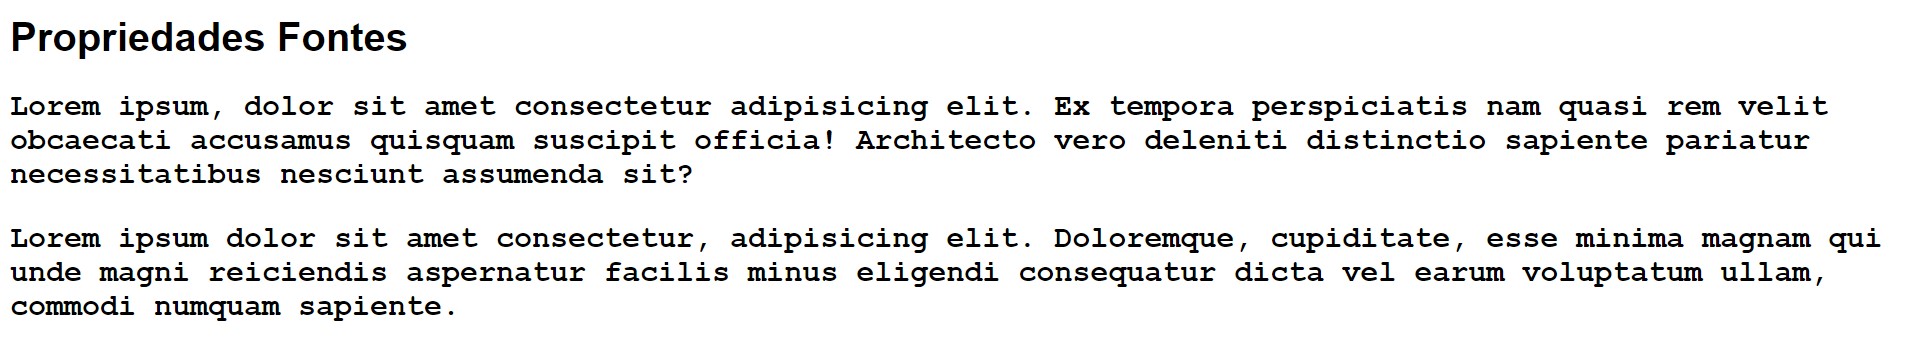 Propriedades Fontes
Lorem ipsum, dolor sit amet consectetur adipisicing elit. Ex tempora perspiciatis nam quasi rem velit
obcaecati accusamus quisquam suscipit officia! Architecto vero deleniti distinctio sapiente pariatur
necessitatibus nesciunt assumenda sit?
Lorem ipsum dolor sit amet consectetur, adipisicing elit. Doloremque, cupiditate, esse minima magnam qui
unde magni reiciendis aspernatur facilis minus eligendi consequatur dicta vel earum voluptatum ullam,
commodi numquam sapiente.